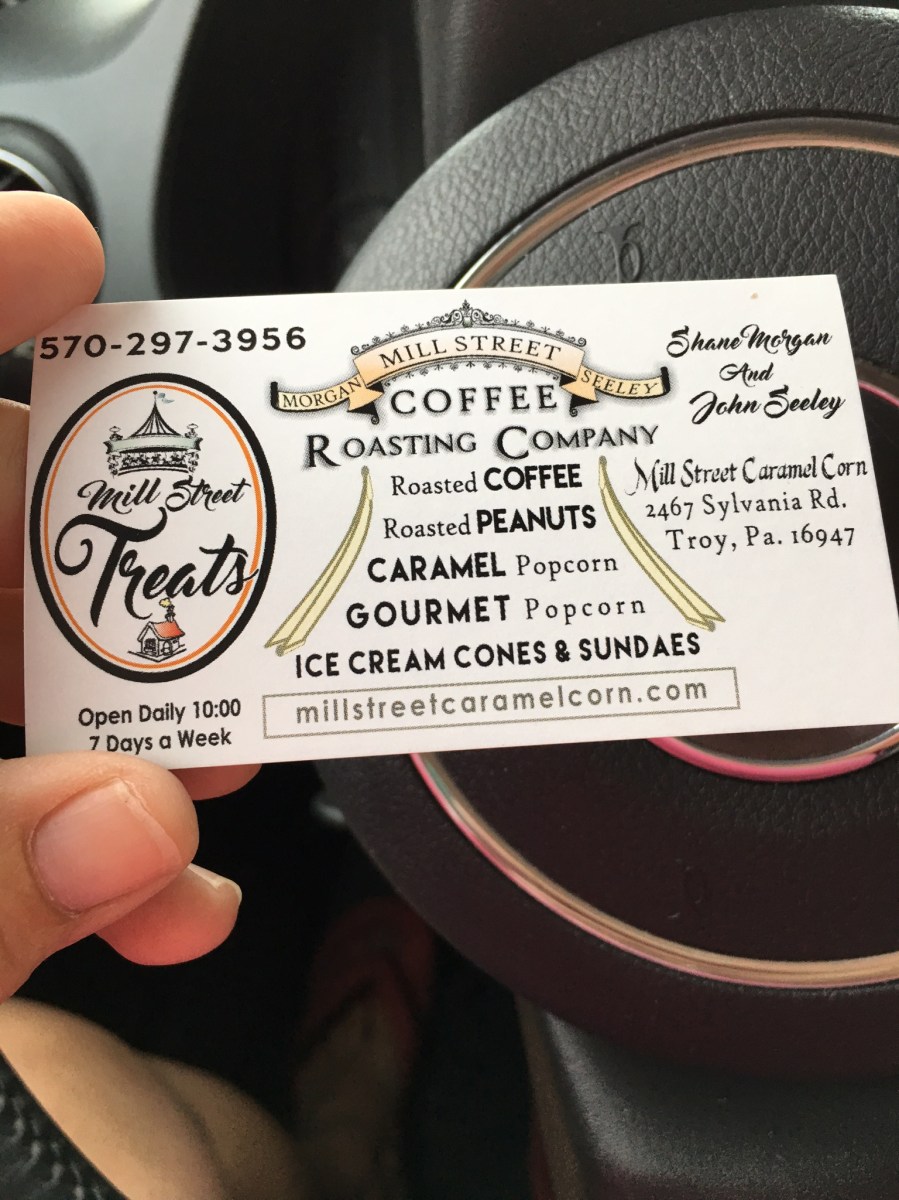 570-297-3956
Mill Street
Treats
Open Daily 10:00
7 Days a Week
MILL STREET
MORGAN
SEELEY
COFFEE
ROASTING COMPANY
Roasted COFFEE
Roasted PEANUTS
CARAMEL Popcorn
GOURMET Popcorn
ICE CREAM CONES & SUNDAES
millstreetcaramelcorn.com
Shane Morgan
And
John Seeley
Mill Street Caramel Corn
2467 Sylvania Rd.
Troy, Pa. 16947